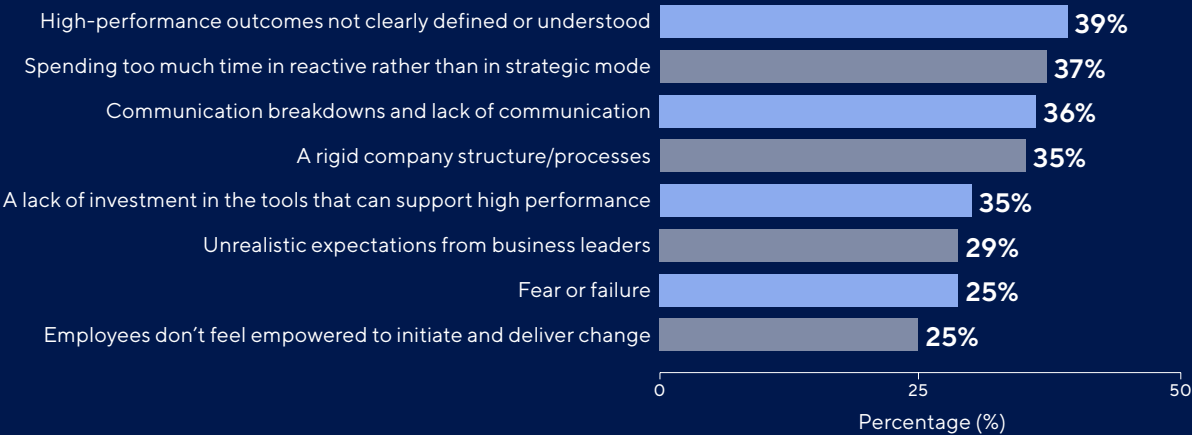 High-performance outcomes not clearly defined or understood 39%
Spending too much time in reactive rather than in strategic mode 37%
Communication breakdowns and lack of communication 36%
A rigid company structure/processes 35%
A lack of investment in the tools that can support high performance 35%
Unrealistic expectations from business leaders 29%
Fear or failure 25%
Employees don’t feel empowered to initiate and deliver change 25%
0 25 50
Percentage (%)